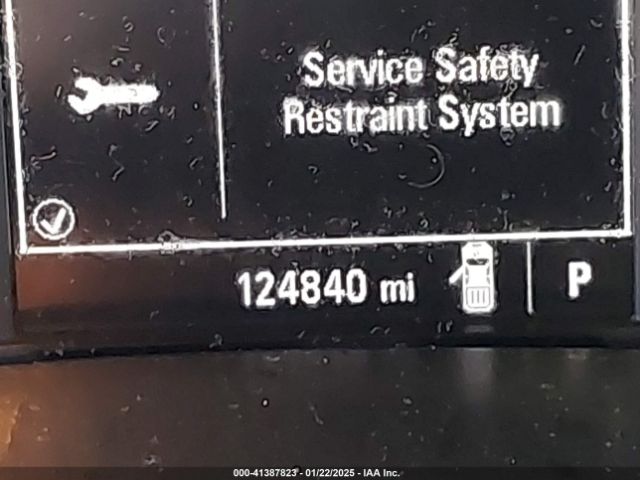 Service Safety
Restraint System
124840 mi
P
000-41387823 - 01/22/2025 - IAA Inc.